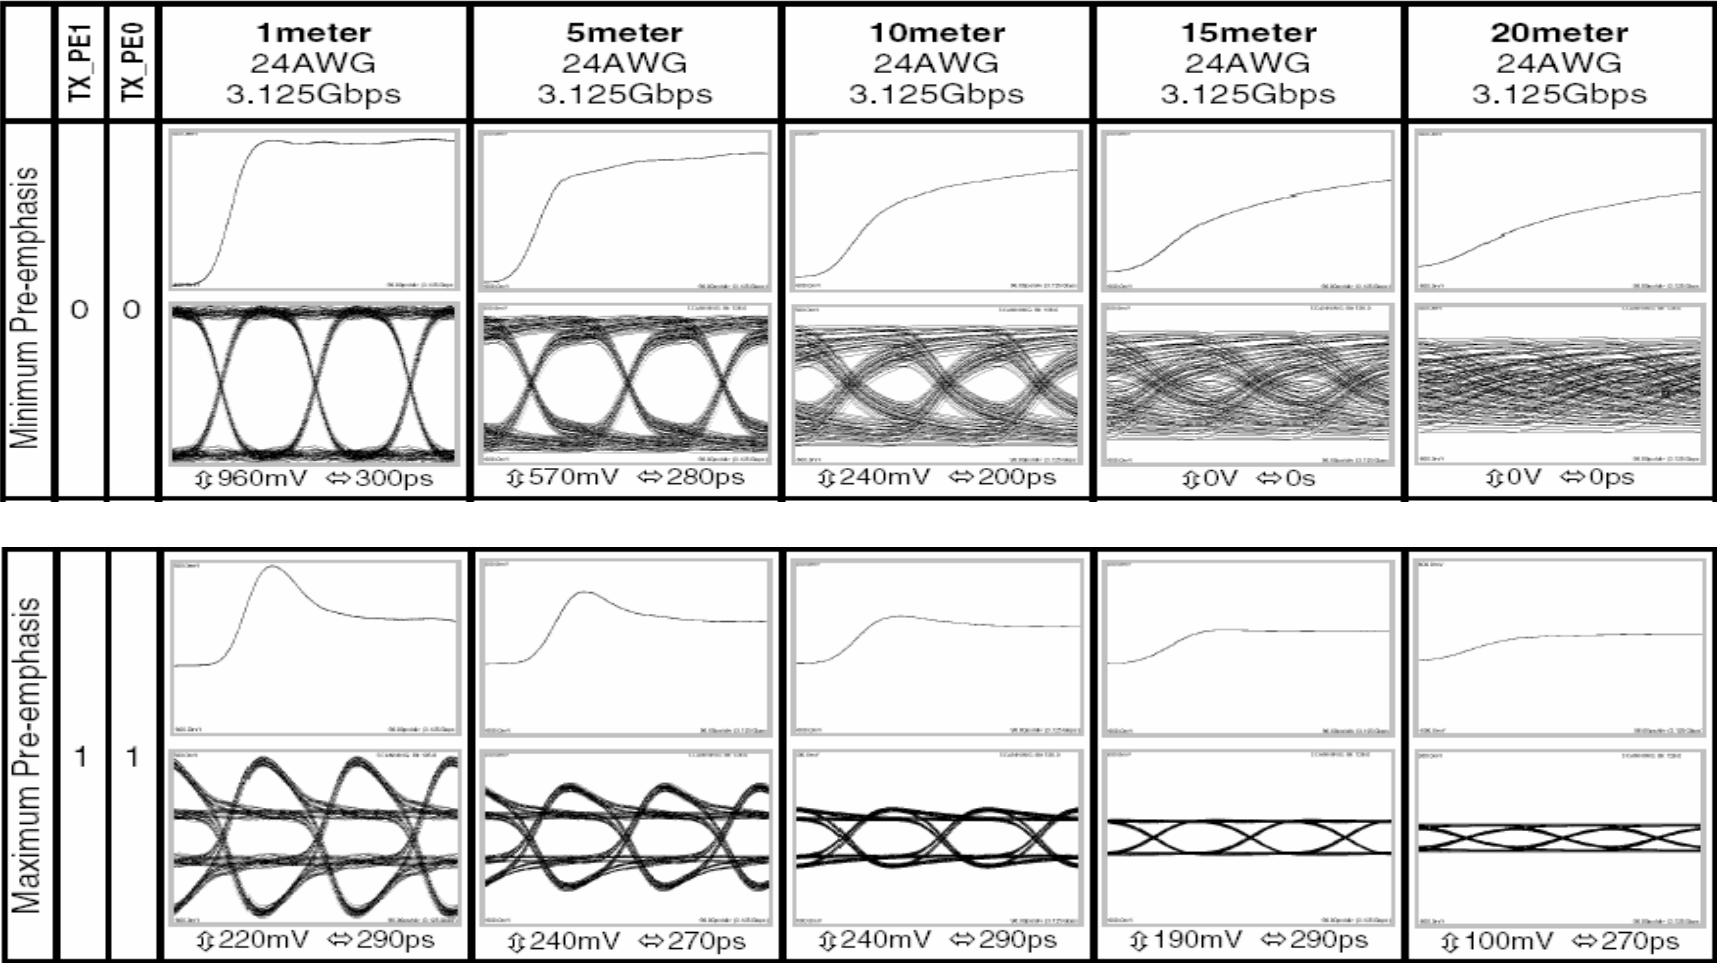 TX_PE1
TX_PE0
1meter
24AWG
3.125Gbps
5meter
24AWG
3.125Gbps
10meter
24AWG
3.125Gbps
15meter
24AWG
3.125Gbps
20meter
24AWG
3.125Gbps
Minimum Pre-emphasis
0
0
⇕960mV ⇔300ps
⇕570mV ⇔280ps
⇕240mV ⇔200ps
⇕0V ⇔0s
⇕0V ⇔0ps
Maximum Pre-emphasis
1
1
⇕220mV ⇔290ps
⇕240mV ⇔270ps
⇕240mV ⇔290ps
⇕190mV ⇔290ps
⇕100mV ⇔270ps